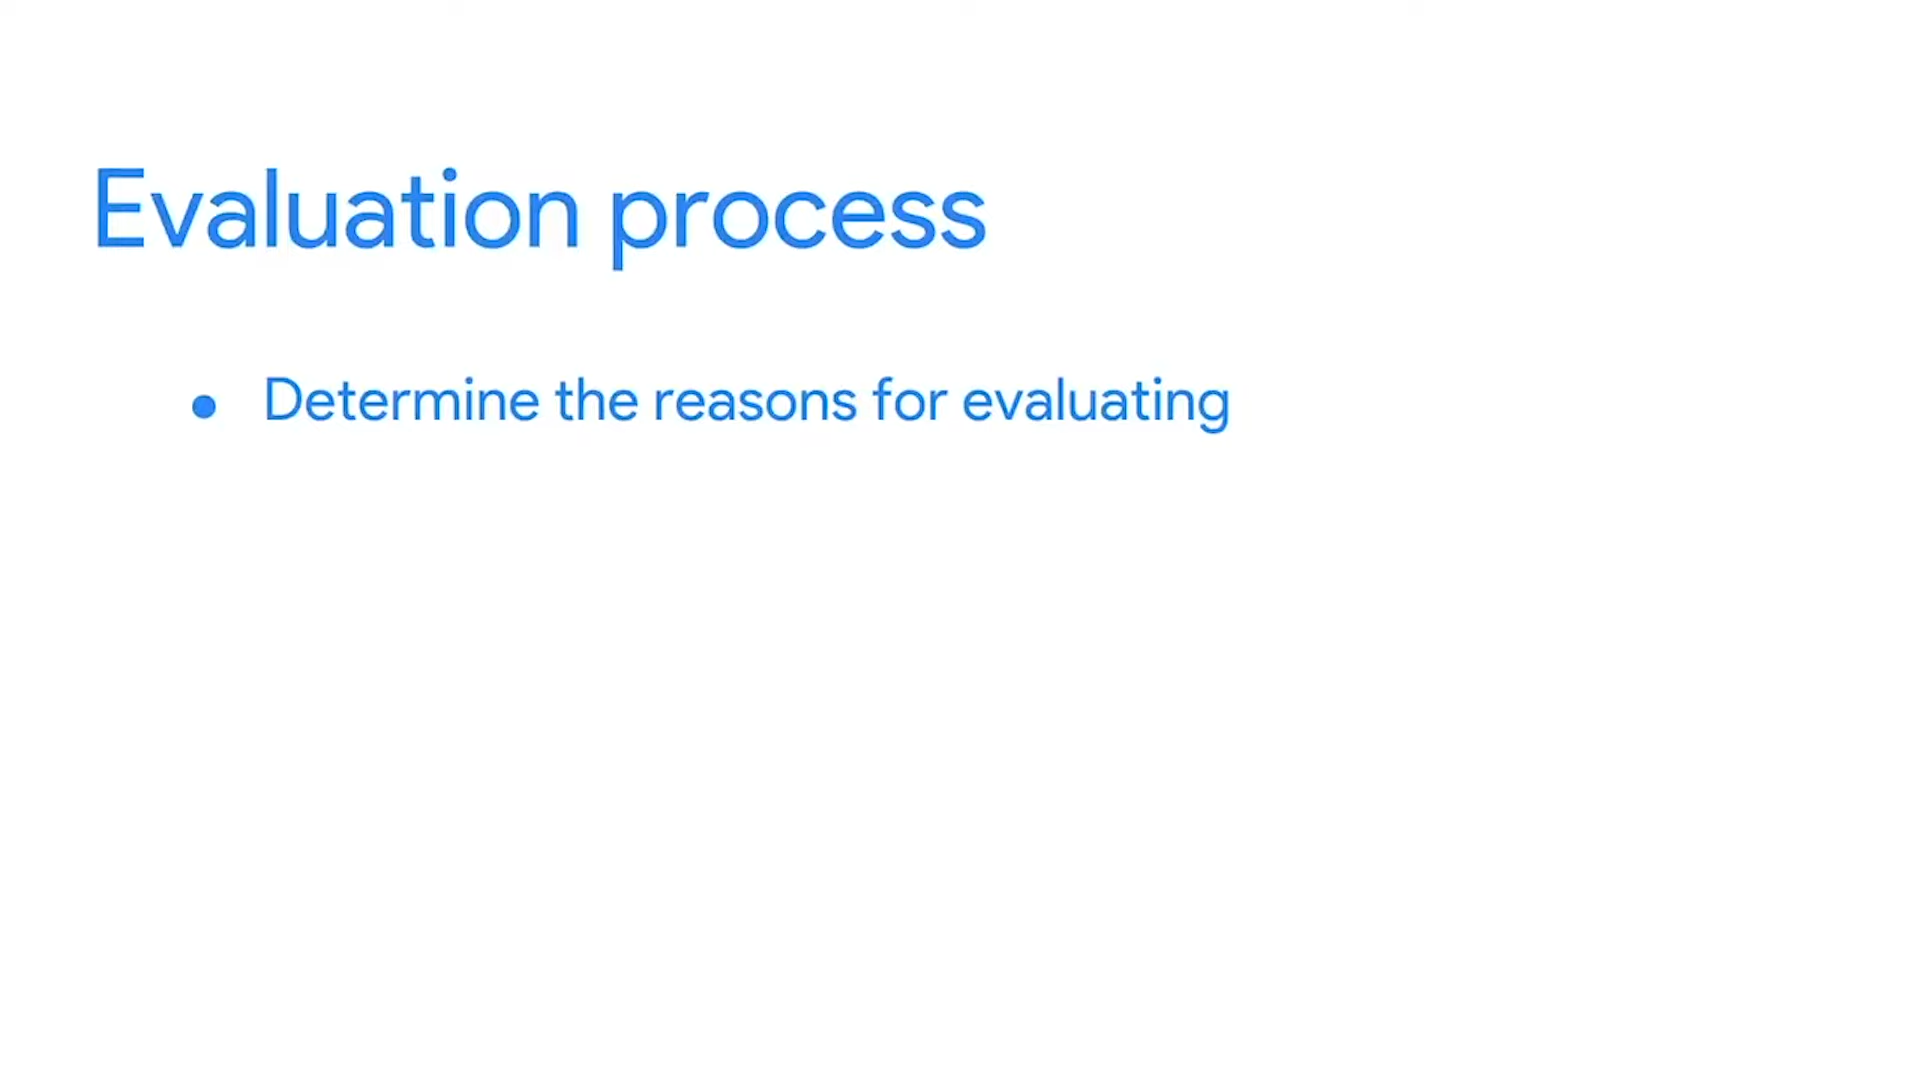 Evaluation process
• Determine the reasons for evaluating